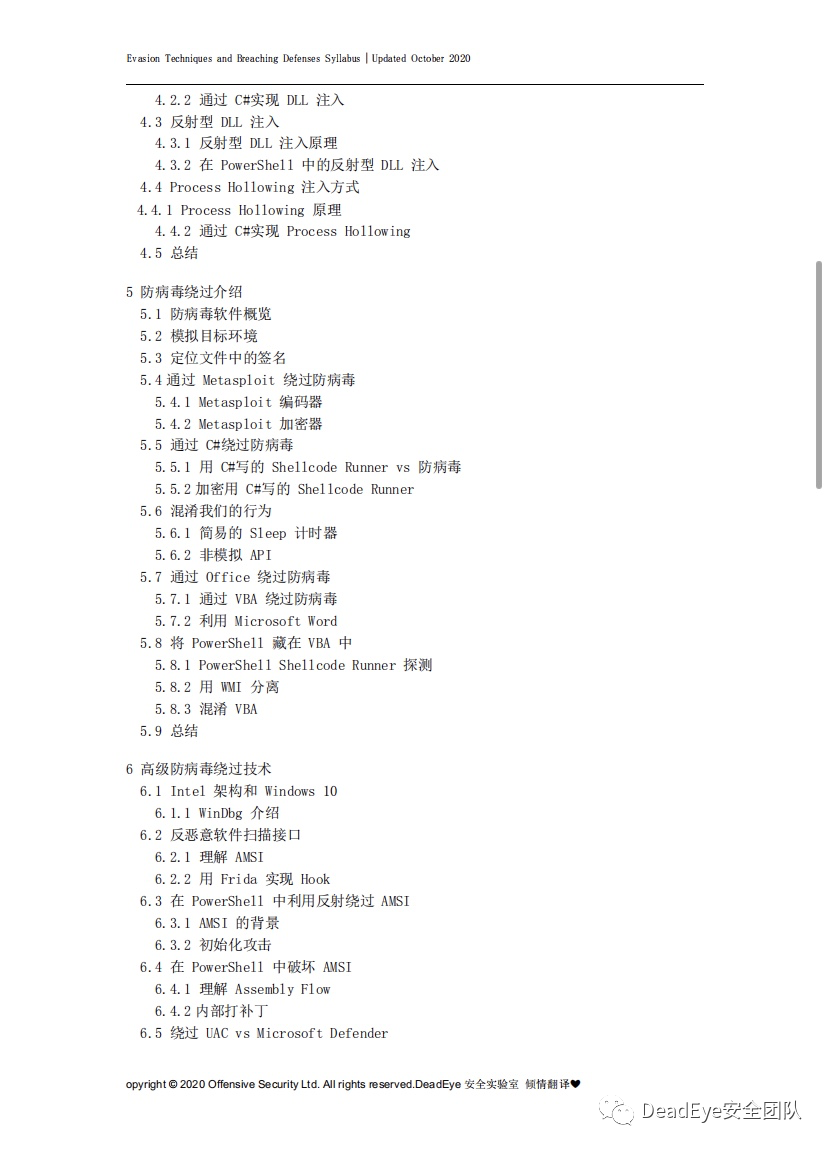 Evasion Techniques and Breaching Defenses Syllabus | Updated October 2020
4.2.2 通过 C#实现 DLL 注入
4.3 反射型 DLL 注入
4.3.1 反射型 DLL 注入原理
4.3.2 在 PowerShell 中的反射型 DLL 注入
4.4 Process Hollowing 注入方式
4.4.1 Process Hollowing 原理
4.4.2 通过 C#实现 Process Hollowing
4.5 总结
5 防病毒绕过介绍
5.1 防病毒软件概览
5.2 模拟目标环境
5.3 定位文件中的签名
5.4通过 Metasploit 绕过防病毒
5.4.1 Metasploit 编码器
5.4.2 Metasploit 加密器
5.5 通过 C#绕过防病毒
5.5.1 用 C#写的 Shellcode Runner vs 防病毒
5.5.2加密用 C#写的 Shellcode Runner
5.6 混淆我们的行为
5.6.1 简易的 Sleep 计时器
5.6.2 非模拟 API
5.7 通过 Office 绕过防病毒
5.7.1 通过 VBA 绕过防病毒
5.7.2 利用 Microsoft Word
5.8 将 PowerShell 藏在 VBA 中
5.8.1 PowerShell Shellcode Runner 探测
5.8.2 用 WMI 分离
5.8.3 混淆 VBA
5.9 总结
6 高级防病毒绕过技术
6.1 Intel 架构和 Windows 10
6.1.1 WinDbg 介绍
6.2 反恶意软件扫描接口
6.2.1 理解 AMSI
6.2.2 用 Frida 实现 Hook
6.3 在 PowerShell 中利用反射绕过 AMSI
6.3.1 AMSI 的背景
6.3.2 初始化攻击
6.4 在 PowerShell 中破坏 AMSI
6.4.1 理解 Assembly Flow
6.4.2内部打补丁
6.5 绕过 UAC vs Microsoft Defender
opyright © 2020 Offensive Security Ltd. All rights reserved.DeadEye 安全实验室 倾情翻译♥
DeadEye安全团队